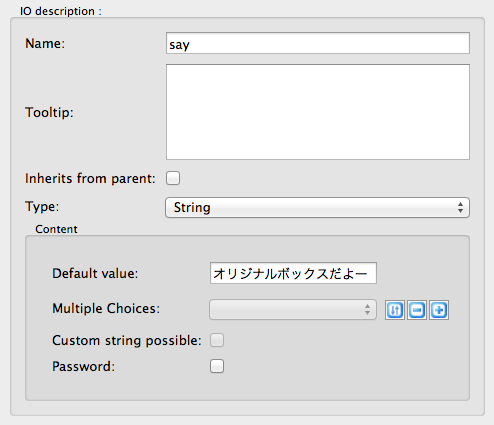 IO description :
Name: say
Tooltip:
Inherits from parent:
Type: String
Content
Default value: オリジナルボックスだよー
Multiple Choices:
Custom string possible:
Password: